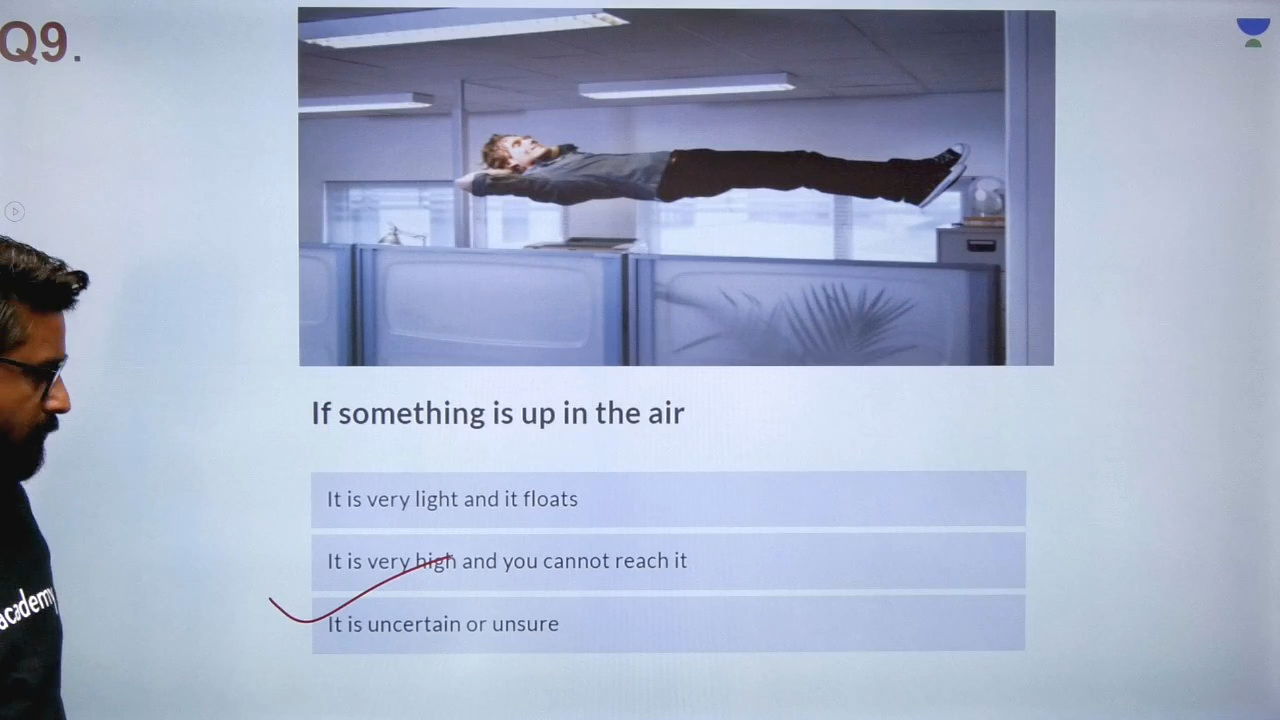 Q9.
If something is up in the air
It is very light and it floats
It is very high and you cannot reach it
It is uncertain or unsure
academy